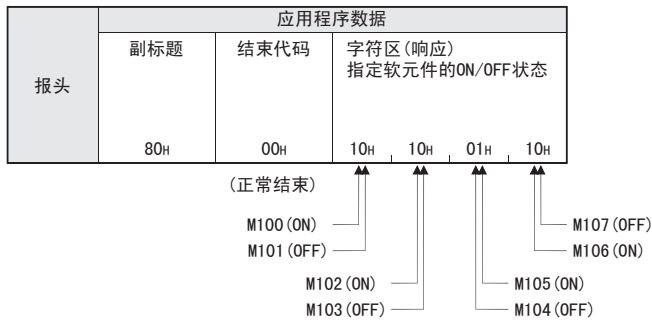 应用程序数据
报头
副标题
结束代码
字符区(响应)
指定软元件的ON/OFF状态
80H
00H
10H
10H
01H
10H
(正常结束)
M100(ON)
M107(OFF)
M101(OFF)
M106(ON)
M102(ON)
M105(ON)
M103(OFF)
M104(OFF)